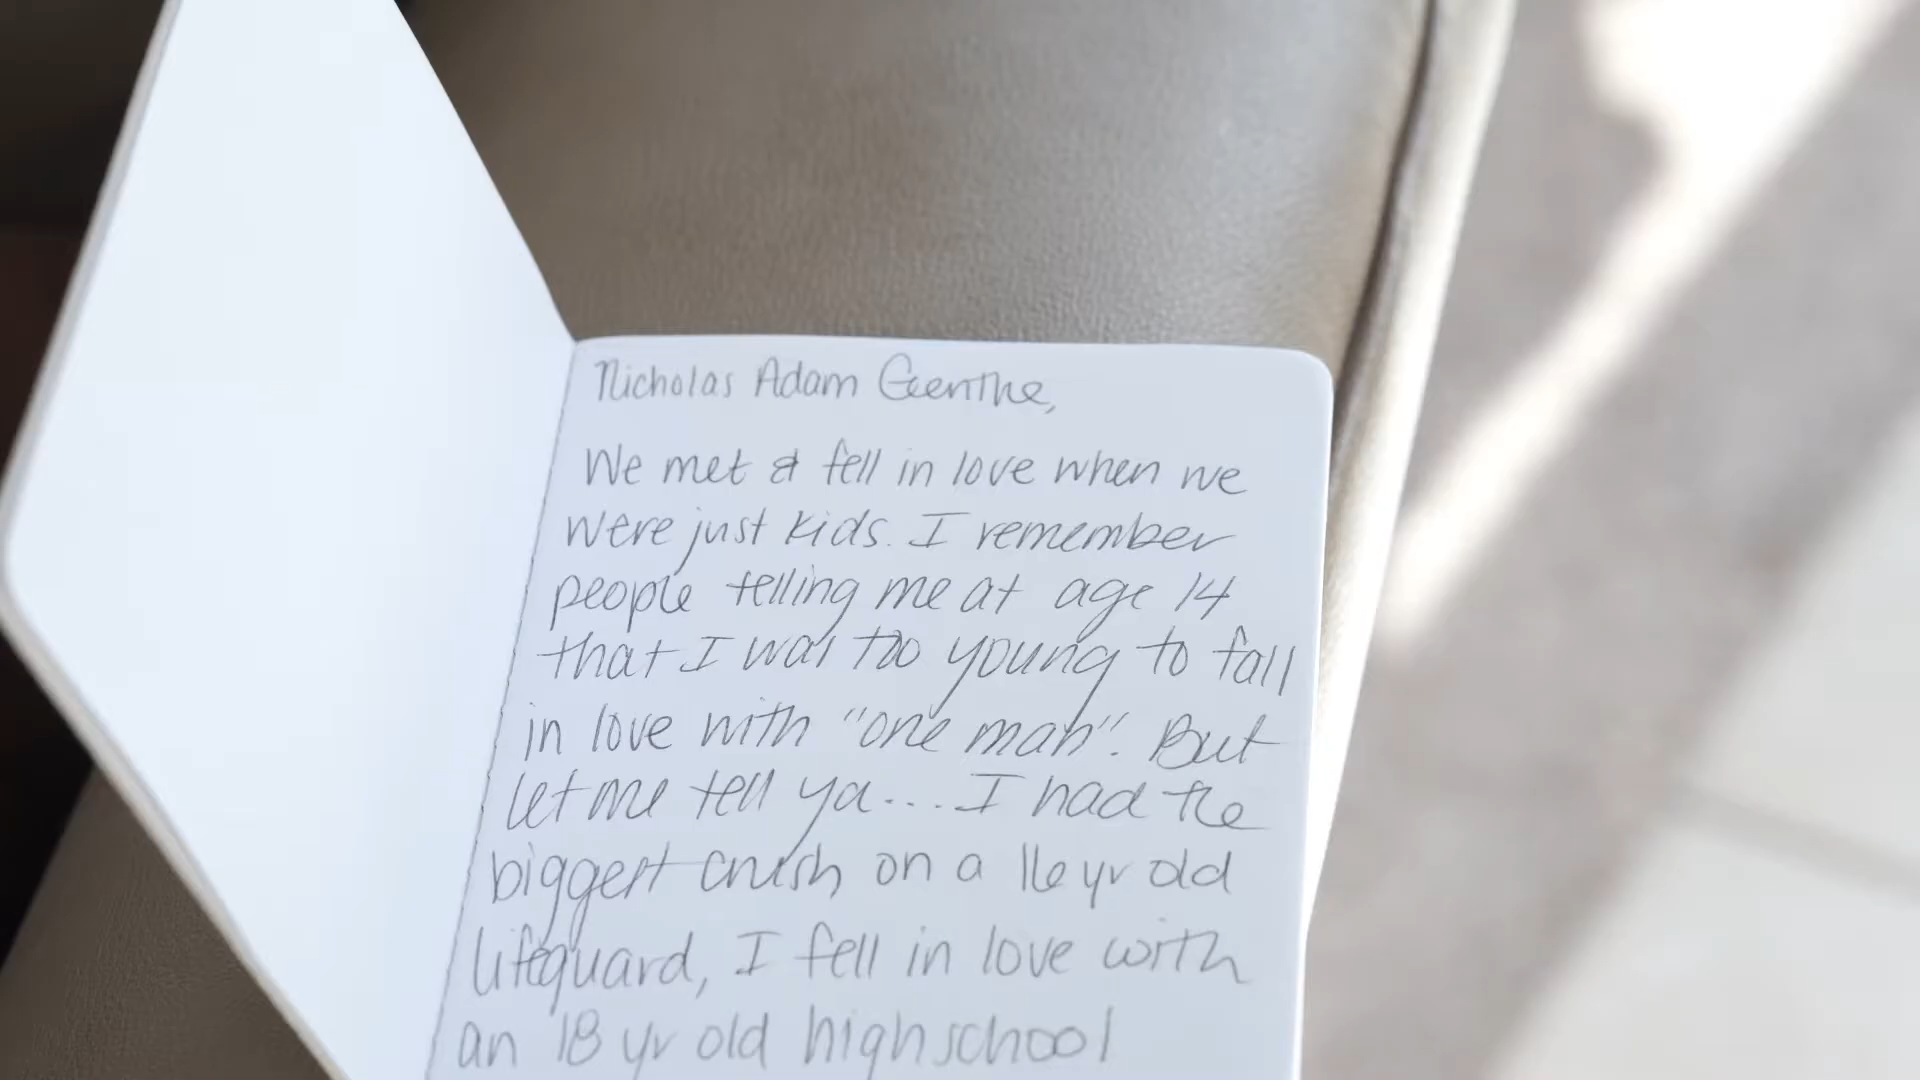 Nicholas Adam Genthe,
We met & fell in love when we
were just kids. I remember
people telling me at age 14
that I was too young to fall
in love with "one man". But
let me tell ya.... I had the
biggest crush on a 16 yr old
lifeguard, I fell in love with
an 18 yr old highschool